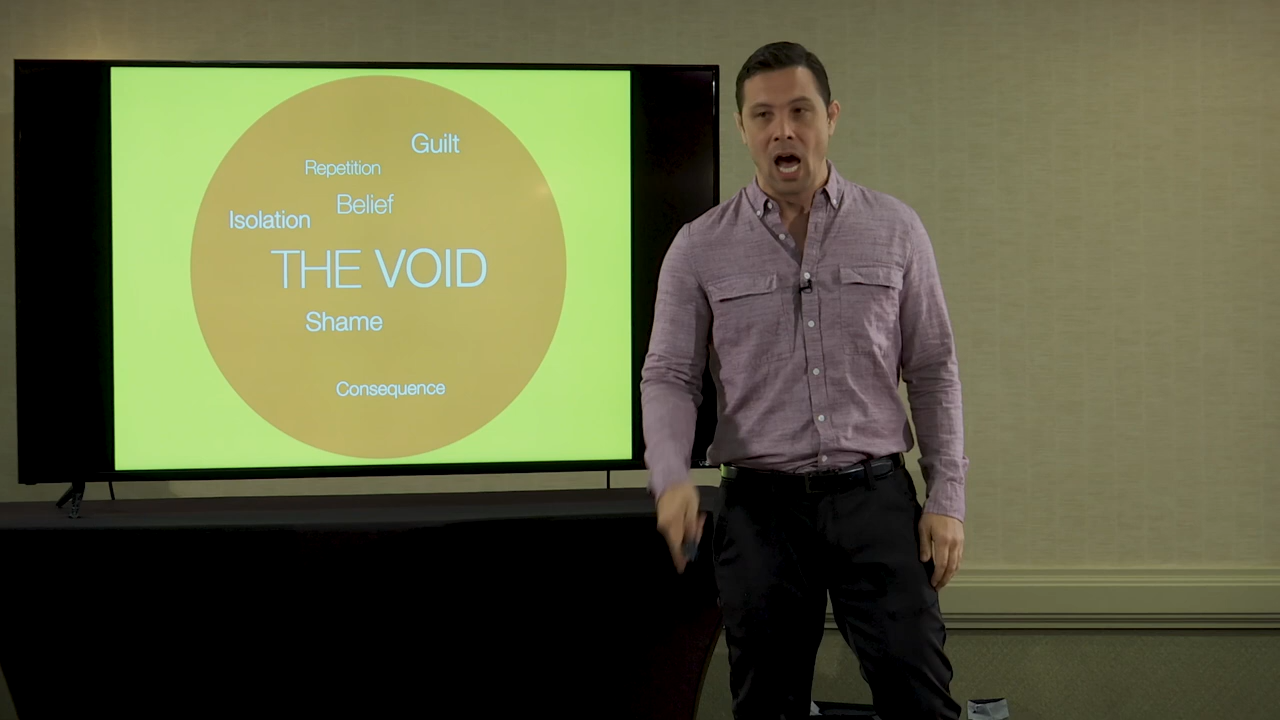 Guilt
Repetition
Belief
Isolation
THE VOID
Shame
Consequence